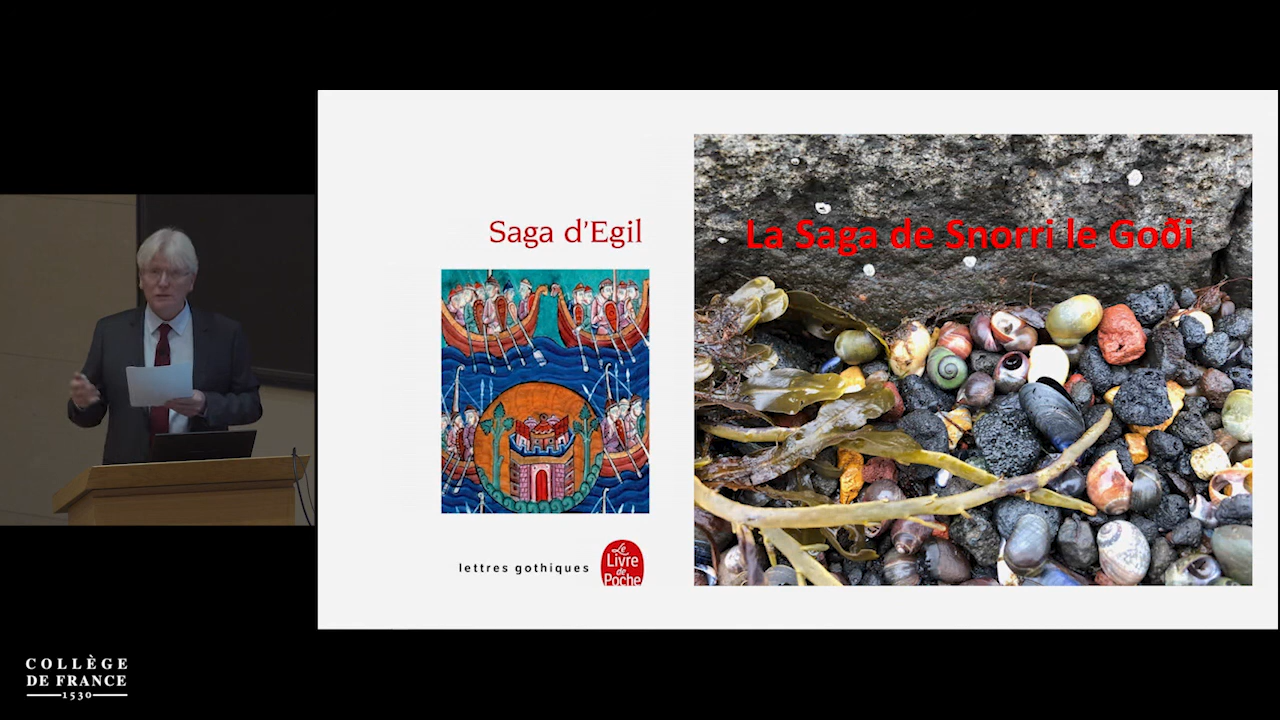 Saga d'Egil
La Saga de Snorri le Goði
lettres gothiques
Le
Livre
de
Poche
COLLÈGE
DE FRANCE
1530